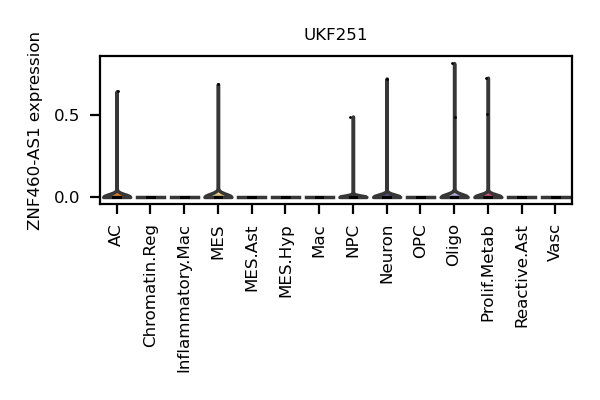 UKF251
ZNF460-AS1 expression
0.5
0.0
AC
Chromatin.Reg
Inflammatory.Mac
MES
MES.Ast
MES.Hyp
Mac
NPC
Neuron
OPC
Oligo
Prolif.Metab
Reactive.Ast
Vasc